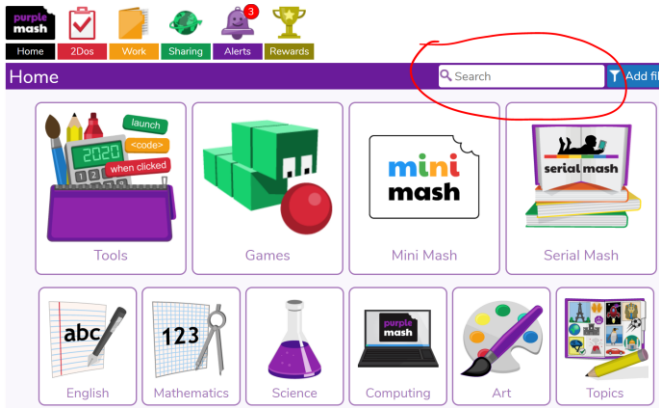 purple
mash
3
Home 2Dos Work Sharing Alerts Rewards
Home
Search
Add fil
launch
<code>
when clicked
2020
Tools
Games
mini
mash
Mini Mash
serial mash
Serial Mash
abc
English
123
Mathematics
Science
purple
mash
Computing
Art
Topics